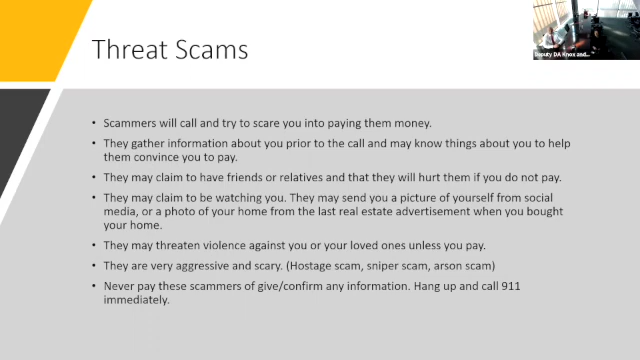 Threat Scams
Deputy DA Knox and...
• Scammers will call and try to scare you into paying them money.
• They gather information about you prior to the call and may know things about you to help
them convince you to pay.
• They may claim to have friends or relatives and that they will hurt them if you do not pay.
• They may claim to be watching you. They may send you a picture of yourself from social
media, or a photo of your home from the last real estate advertisement when you bought
your home.
• They may threaten violence against you or your loved ones unless you pay.
• They are very aggressive and scary. (Hostage scam, sniper scam, arson scam)
• Never pay these scammers of give/confirm any information. Hang up and call 911
immediately.